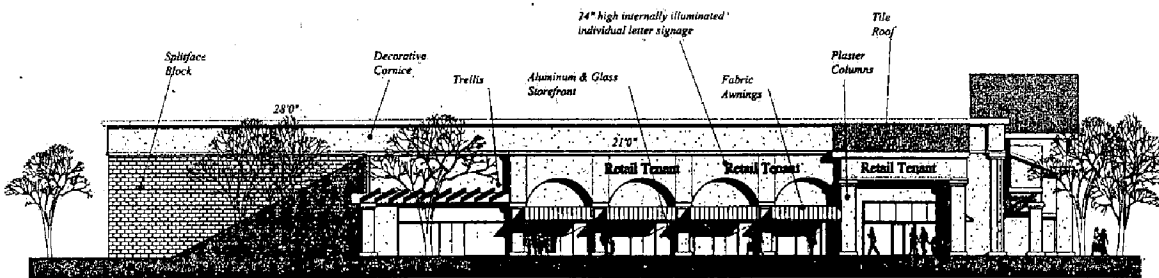 24" high internally illuminated
individual letter signage
Tile
Roof
Splitface
Block
Decorative
Cornice
Trellis
Aluminum & Glass
Storefront
Fabric
Awnings
Plaster
Columns
28'0"
21'0"
Retail Tenant
Retail Tenant
Retail Tenant